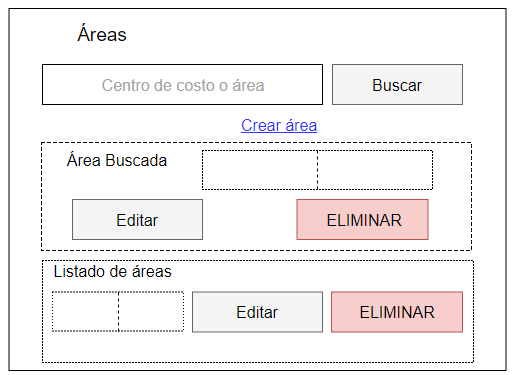 Áreas
Centro de costo o área
Buscar
Crear área
Área Buscada
Editar
ELIMINAR
Listado de áreas
Editar
ELIMINAR